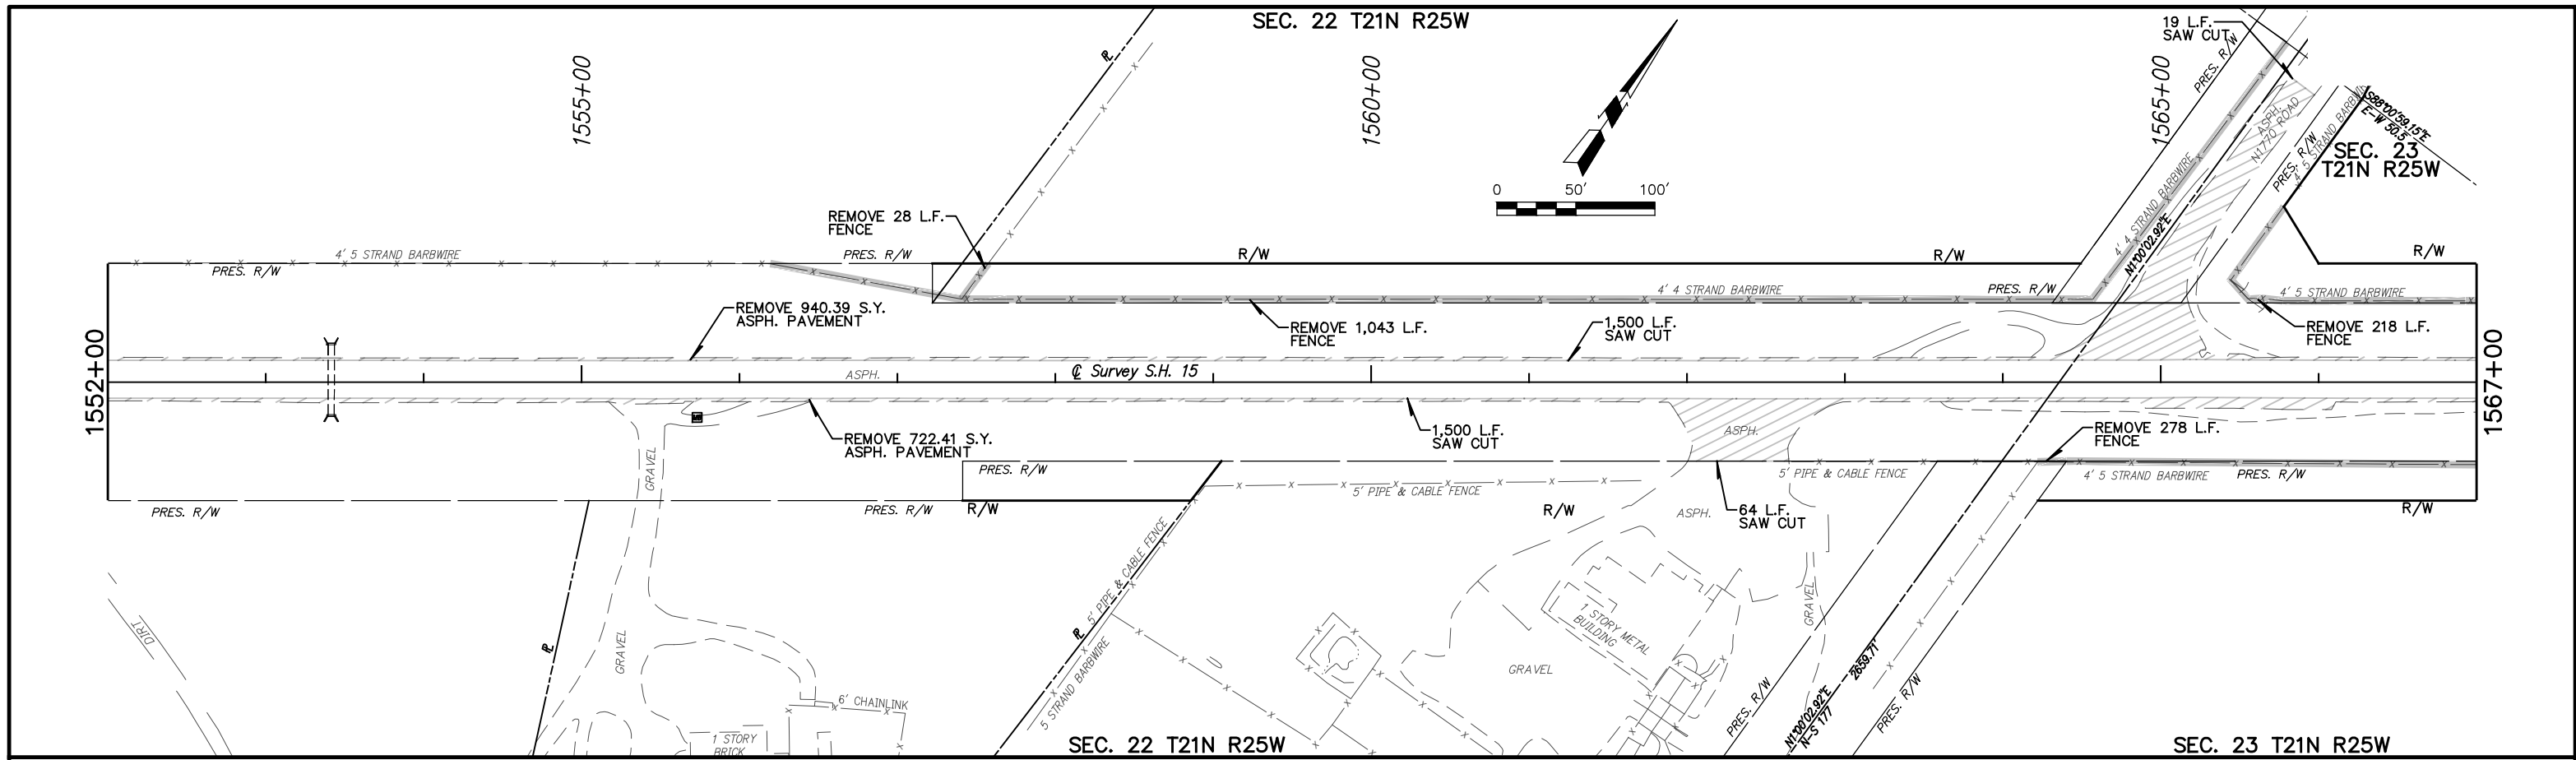 SEC. 22 T21N R25W
19 L.F.
SAW CUT
PRES. R/W
1555+00
1560+00
1565+00
℄ Survey S.H. 15
0 50' 100'
ASPH.
N1770 ROAD
PRES. R/W
4' 5 STRAND BARBWIRE
S88°00'59.15"E
E-W 50.5
SEC. 23
T21N R25W
4' 4 STRAND BARBWIRE
N1°00'02.92"E
REMOVE 28 L.F.
FENCE
4' 5 STRAND BARBWIRE
PRES. R/W
PRES. R/W
R/W
R/W
R/W
4' 4 STRAND BARBWIRE
PRES. R/W
4' 5 STRAND BARBWIRE
REMOVE 940.39 S.Y.
ASPH. PAVEMENT
REMOVE 1,043 L.F.
FENCE
1,500 L.F.
SAW CUT
REMOVE 218 L.F.
FENCE
1552+00
1567+00
ASPH.
REMOVE 722.41 S.Y.
ASPH. PAVEMENT
1,500 L.F.
SAW CUT
ASPH.
REMOVE 278 L.F.
FENCE
GRAVEL
PRES. R/W
5' PIPE & CABLE FENCE
5' PIPE & CABLE FENCE
4' 5 STRAND BARBWIRE
PRES. R/W
PRES. R/W
PRES. R/W
R/W
R/W
ASPH.
64 L.F.
SAW CUT
R/W
5' PIPE & CABLE FENCE
5 STRAND BARBWIRE
DIRT
GRAVEL
1 STORY METAL
BUILDING
GRAVEL
GRAVEL
2659.71'
6' CHAINLINK
1 STORY
BRICK
PRES. R/W
N1°00'02.92"E
N-S 177
PRES. R/W
SEC. 22 T21N R25W
SEC. 23 T21N R25W